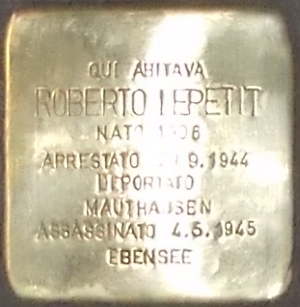 QUI ABITAVA
ROBERTO LEPETIT
NATO 1906
ARRESTATO 9.1944
DEPORTATO
MAUTHAUSEN
ASSASSINATO 4.5.1945
EBENSEE